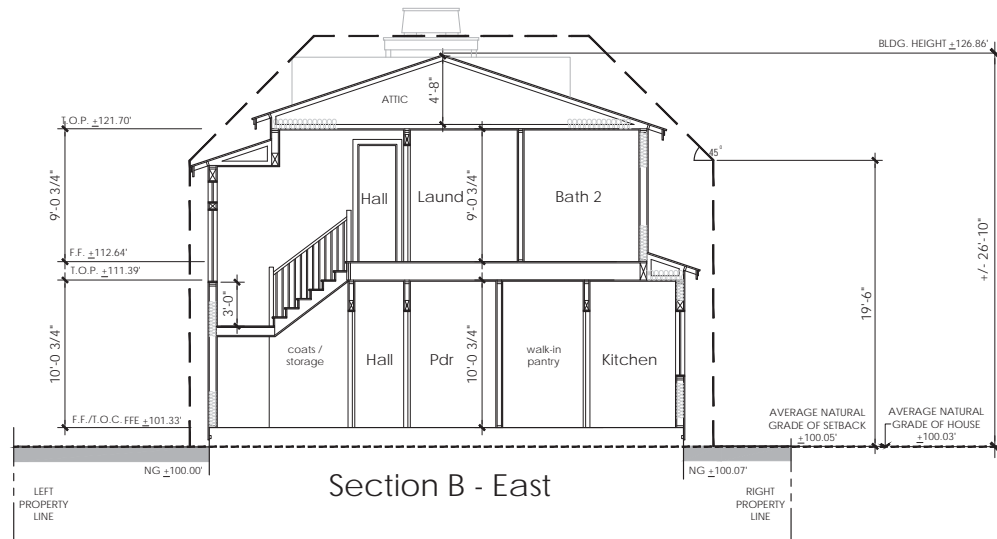 BLDG. HEIGHT +126.86'
ATTIC
4'-8"
T.O.P. +121.70'
45°
9'-0 3/4"
Hall
Laund
9'-0 3/4"
Bath 2
F.F. +112.64'
T.O.P. +111.39'
3'-0"
10'-0 3/4"
coats /
storage
Hall
Pdr
10'-0 3/4"
walk-in
pantry
Kitchen
19'-6"
+/- 26'-10"
F.F./T.O.C. FFE +101.33'
AVERAGE NATURAL
GRADE OF SETBACK
+100.05'
AVERAGE NATURAL
GRADE OF HOUSE
+100.03'
NG +100.00'
NG +100.07'
LEFT
PROPERTY
LINE
Section B - East
RIGHT
PROPERTY
LINE